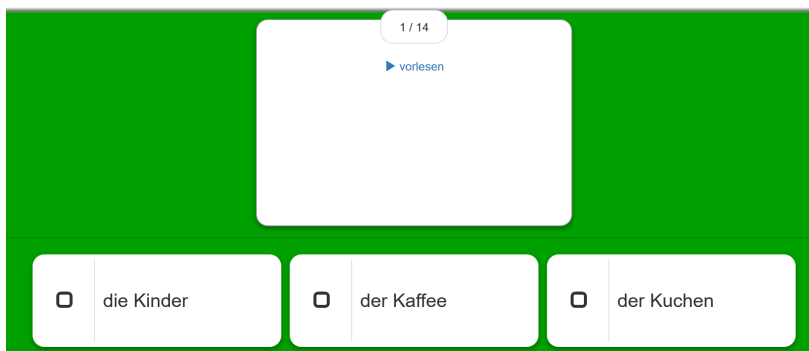 1 / 14
vorlesen
die Kinder
der Kaffee
der Kuchen